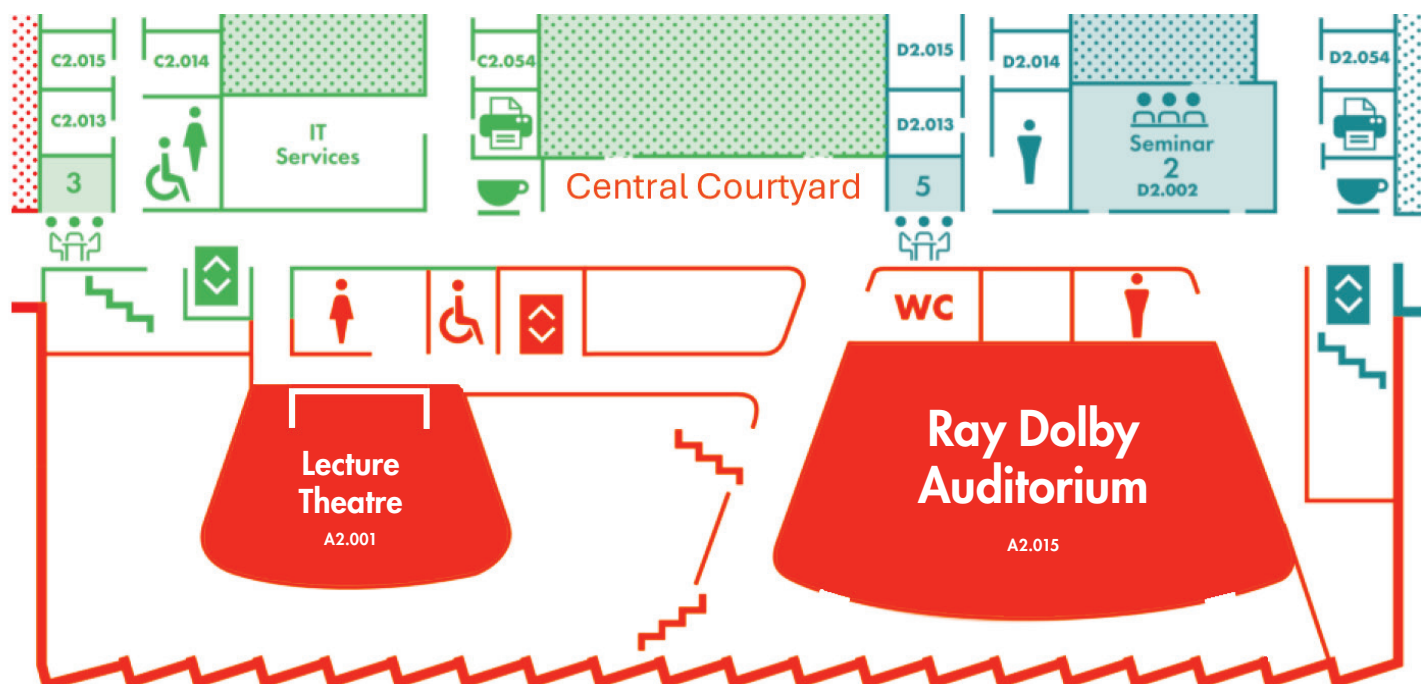 C2.015
C2.014
C2.054
D2.015
D2.014
D2.054
C2.013
IT
Services
D2.013
Seminar
2
D2.002
3
Central Courtyard
5
WC
Lecture
Theatre
A2.001
Ray Dolby
Auditorium
A2.015